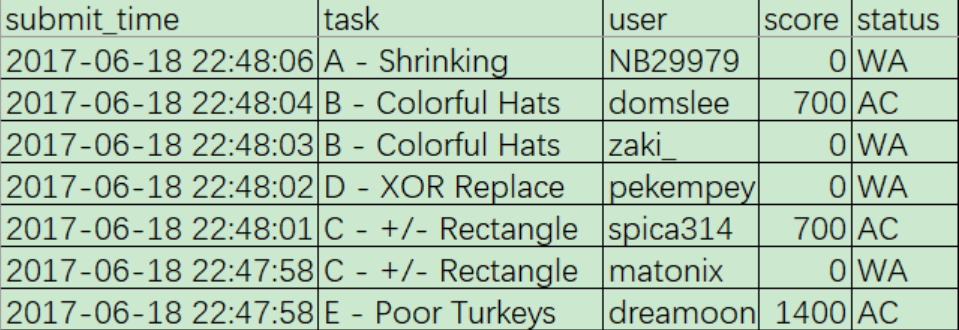 submit_time task user score status
2017-06-18 22:48:06 A - Shrinking NB29979 0 WA
2017-06-18 22:48:04 B - Colorful Hats domslee 700 AC
2017-06-18 22:48:03 B - Colorful Hats zaki_ 0 WA
2017-06-18 22:48:02 D - XOR Replace pekempey 0 WA
2017-06-18 22:48:01 C - +/- Rectangle spica314 700 AC
2017-06-18 22:47:58 C - +/- Rectangle matonix 0 WA
2017-06-18 22:47:58 E - Poor Turkeys dreamoon 1400 AC